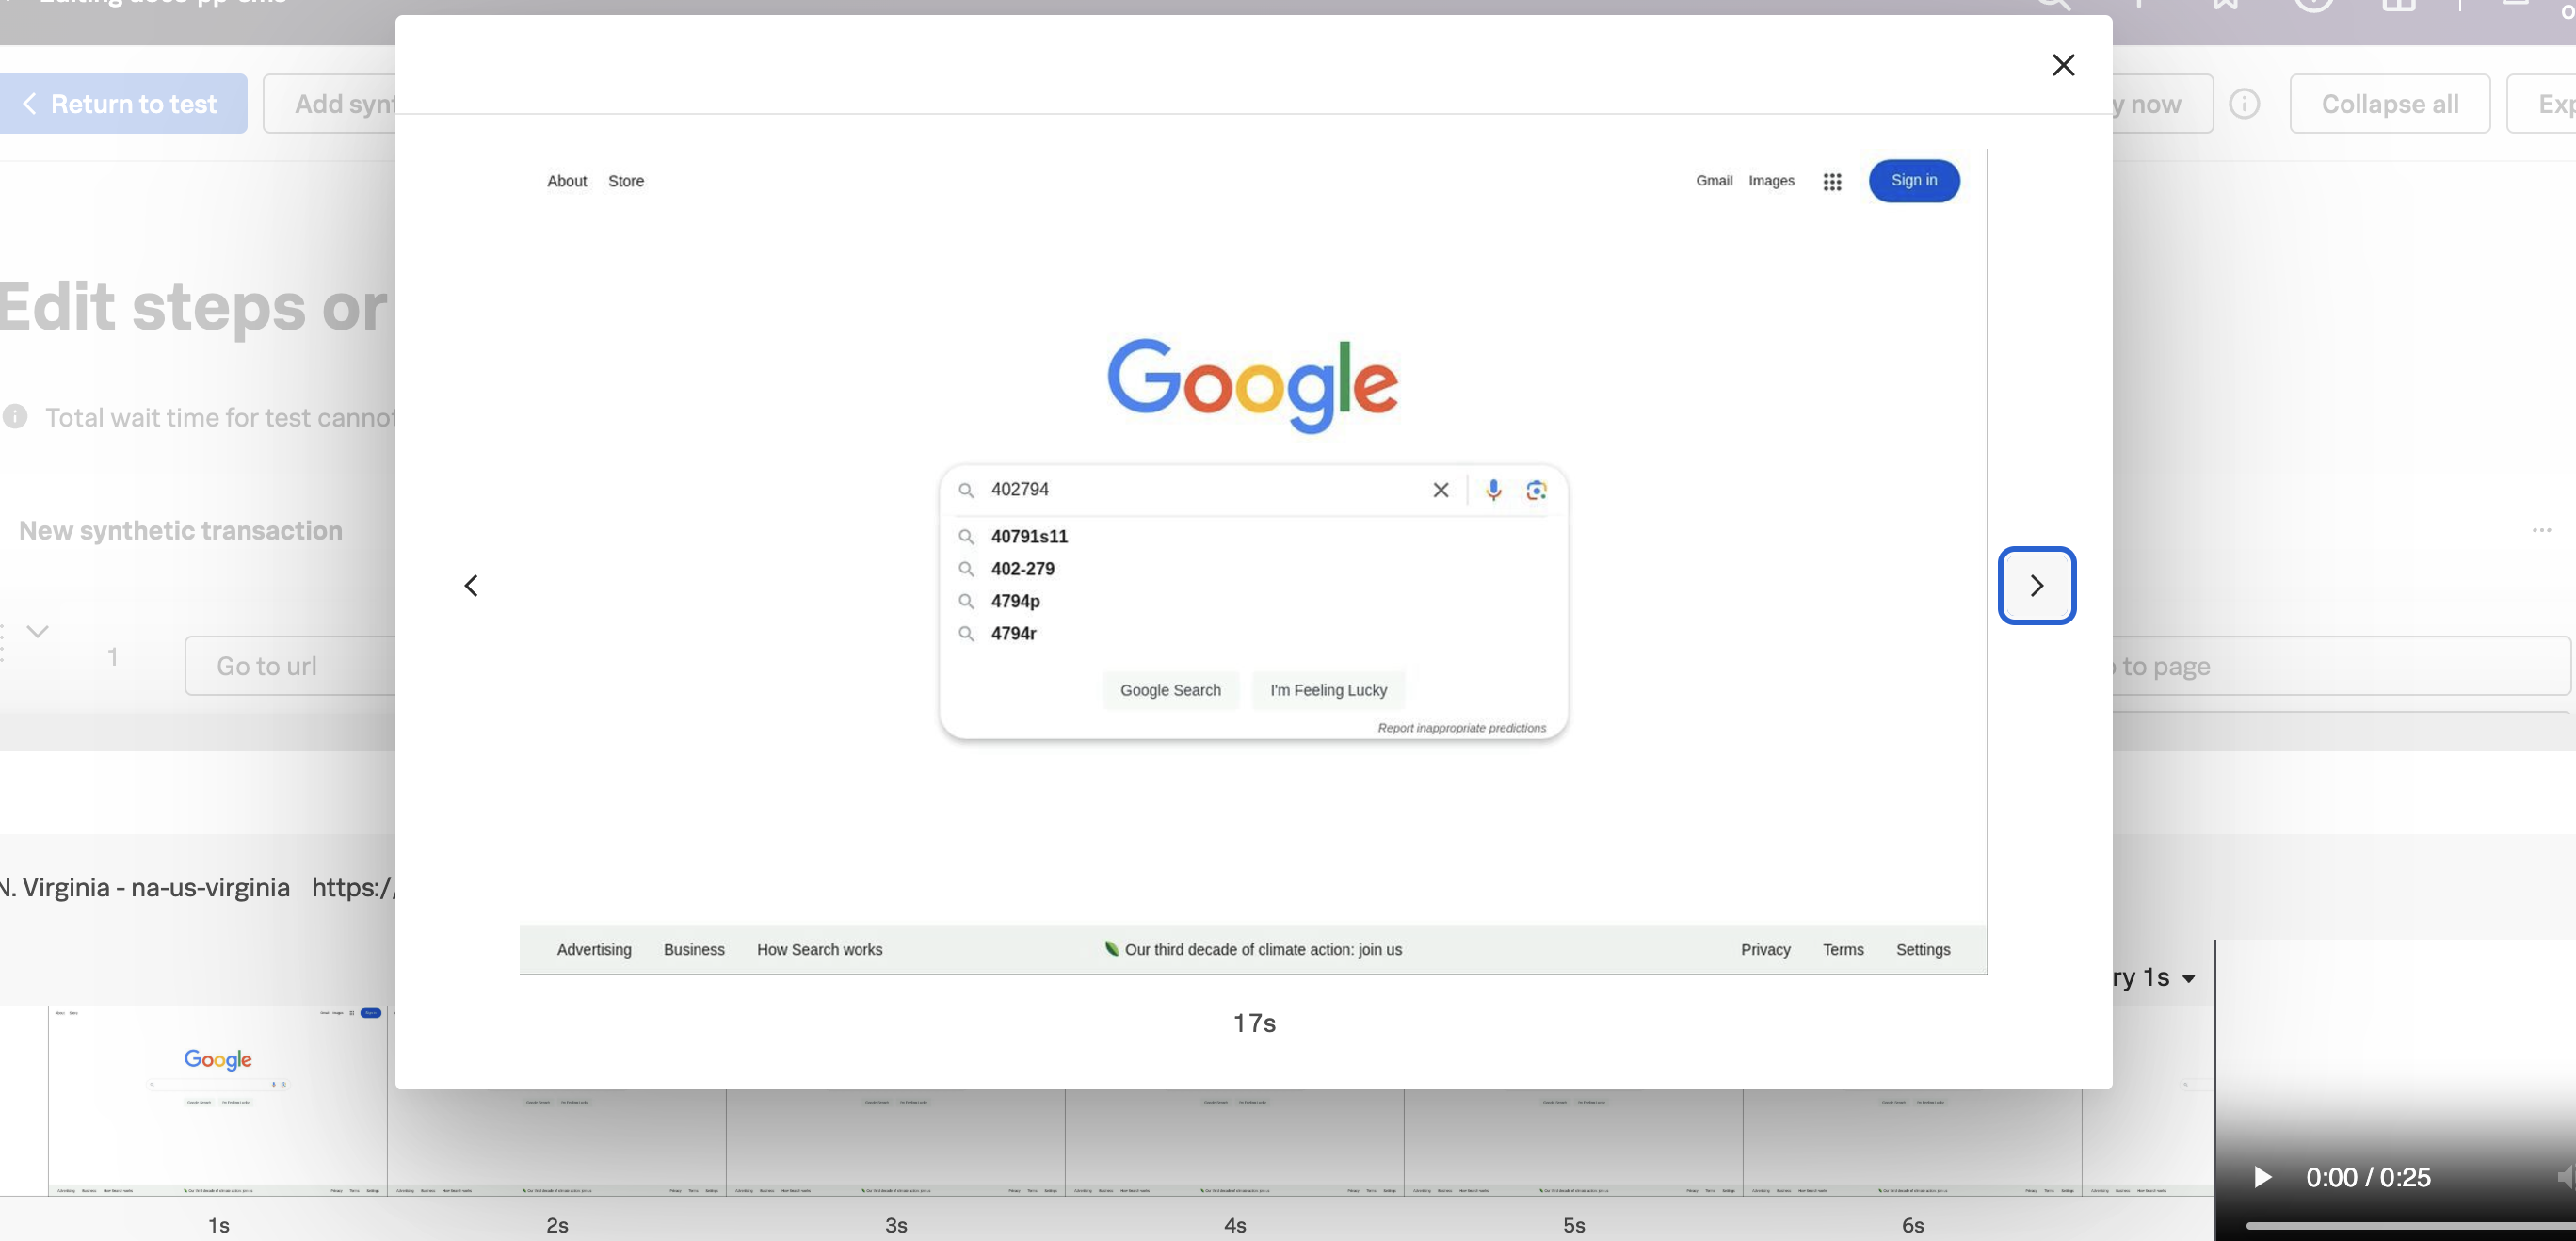 Return to test
Collapse all
y now
Edit steps or
Total wait time for test cannot
New synthetic transaction
1
Go to url
to page
About Store
Gmail Images Sign in
Google
402794
40791s11
402-279
4794p
4794r
Google Search I'm Feeling Lucky
Report inappropriate predictions
Advertising Business How Search works
Our third decade of climate action: join us
Privacy Terms Settings
17s
N. Virginia - na-us-virginia https:/
ry 1s
Google
1s 2s 3s 4s 5s 6s
0:00 / 0:25